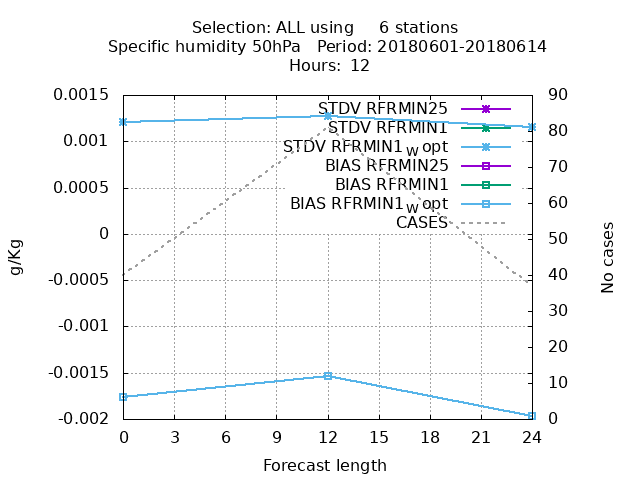 Selection: ALL using     6 stations
Specific humidity 50hPa   Period: 20180601-20180614
Hours:  12
0.0015
0.001
0.0005
0
-0.0005
-0.001
-0.0015
-0.002
g/Kg
STDV RFRMIN25
STDV RFRMIN1
STDV RFRMIN1w opt
BIAS RFRMIN25
BIAS RFRMIN1
BIAS RFRMIN1w opt
CASES
90
80
70
60
50
40
30
20
10
0
No cases
0 3 6 9 12 15 18 21 24
Forecast length